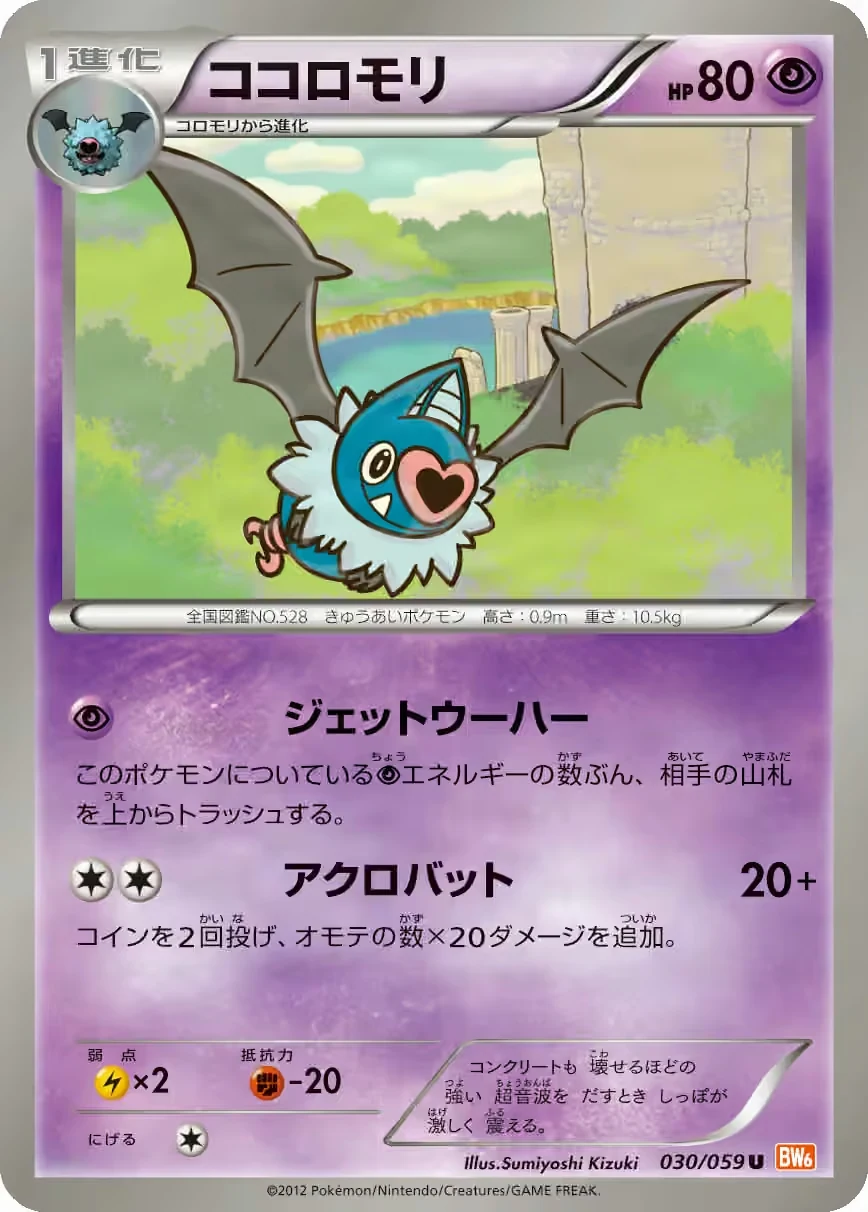 1進化
ココロモリ
HP80
コロモリから進化
全国図鑑NO.528 きゅうあいポケモン 高さ:0.9m 重さ:10.5kg
ジェットウーハー
このポケモンについているエネルギーの数ぶん、相手の山札
を上からトラッシュする。
アクロバット 20+
コインを2回投げ、オモテの数×20ダメージを追加。
弱点 抵抗力
×2 -20
にげる
コンクリートも 壊せるほどの
強い 超音波を だすとき しっぽが
激しく 震える。
Illus.Sumiyoshi Kizuki 030/059 U BW6
©2012 Pokémon/Nintendo/Creatures/GAME FREAK.